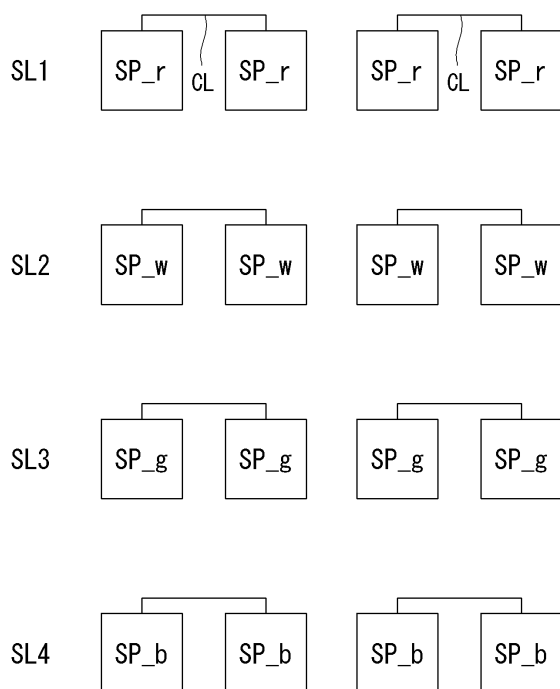 SL1 SP_r CL SP_r SP_r CL SP_r
SL2 SP_w SP_w SP_w SP_w
SL3 SP_g SP_g SP_g SP_g
SL4 SP_b SP_b SP_b SP_b